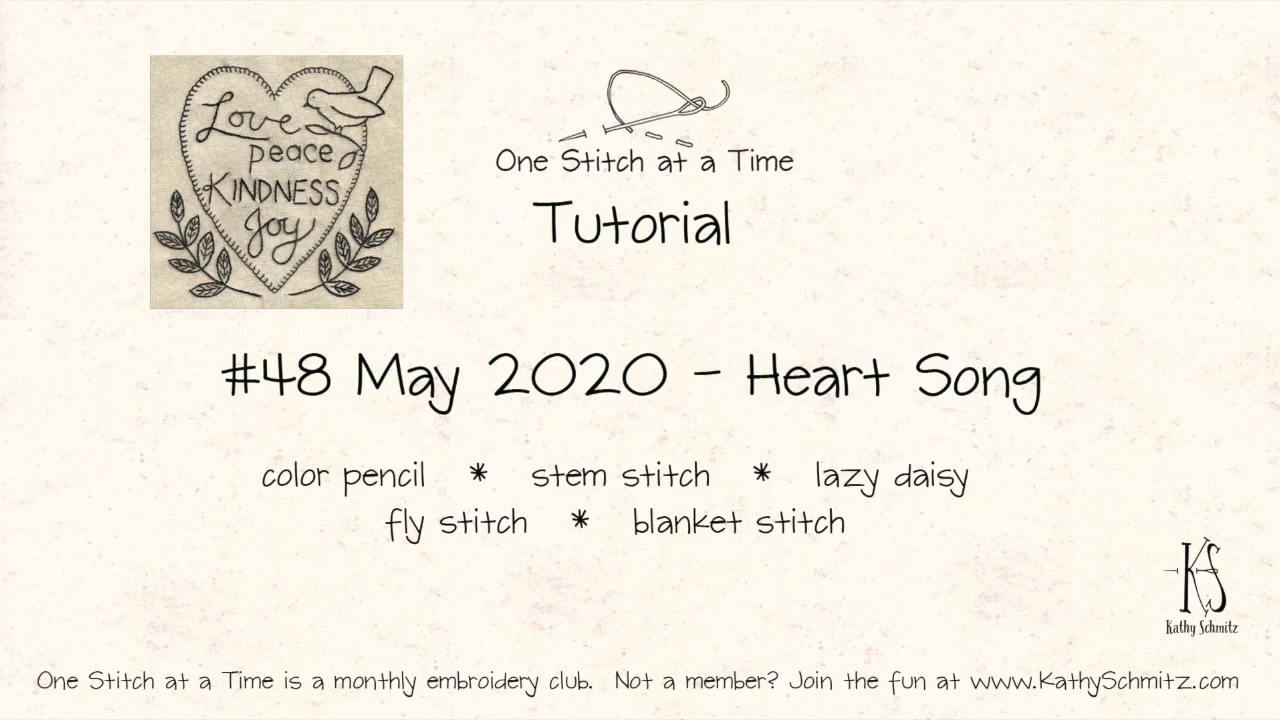 Love
peace
KINDNESS
Joy
One Stitch at a Time
Tutorial
#48 May 2020 - Heart Song
color pencil * stem stitch * lazy daisy
fly stitch * blanket stitch
KS
Kathy Schmitz
One Stitch at a Time is a monthly embroidery club. Not a member? Join the fun at www.KathySchmitz.com